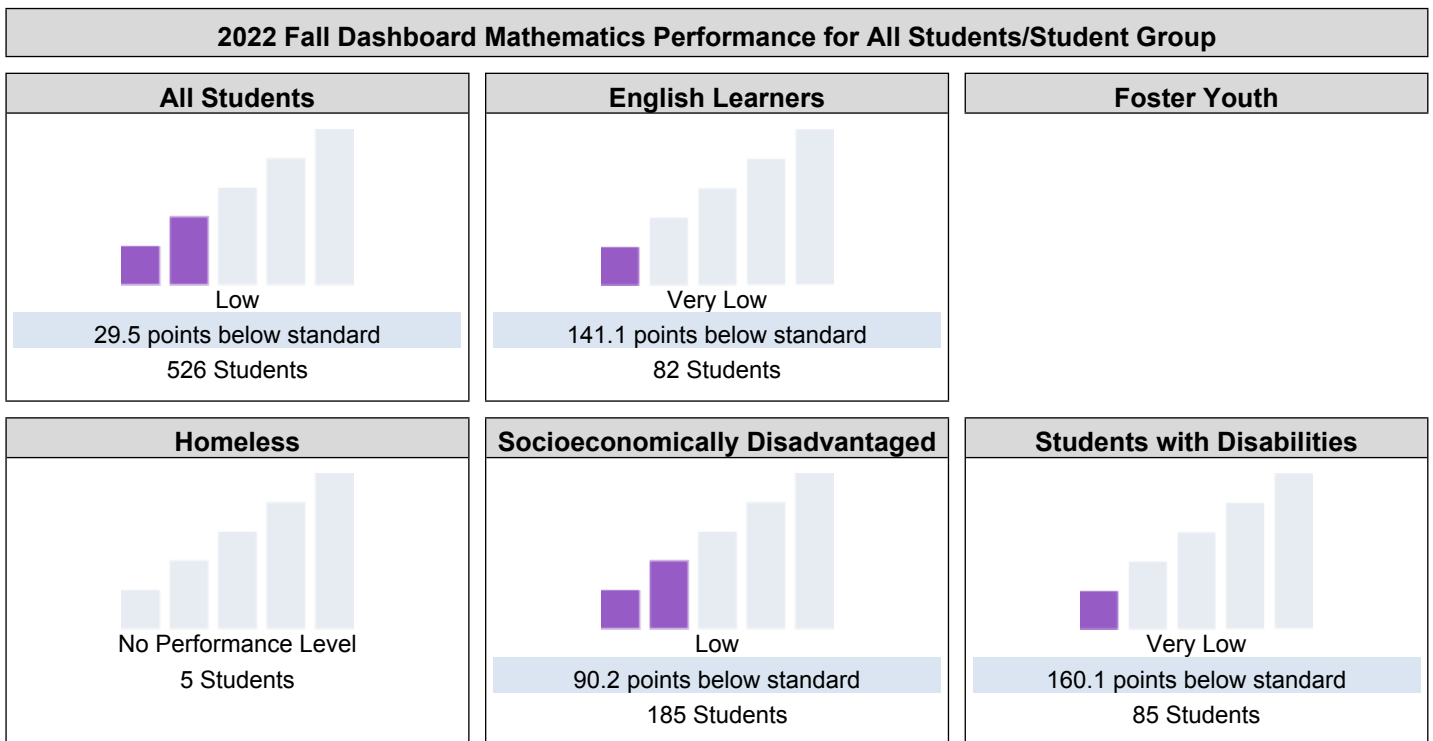 2022 Fall Dashboard Mathematics Performance for All Students/Student Group
All Students
Low
29.5 points below standard
526 Students
English Learners
Very Low
141.1 points below standard
82 Students
Foster Youth
Homeless
No Performance Level
5 Students
Socioeconomically Disadvantaged
Low
90.2 points below standard
185 Students
Students with Disabilities
Very Low
160.1 points below standard
85 Students